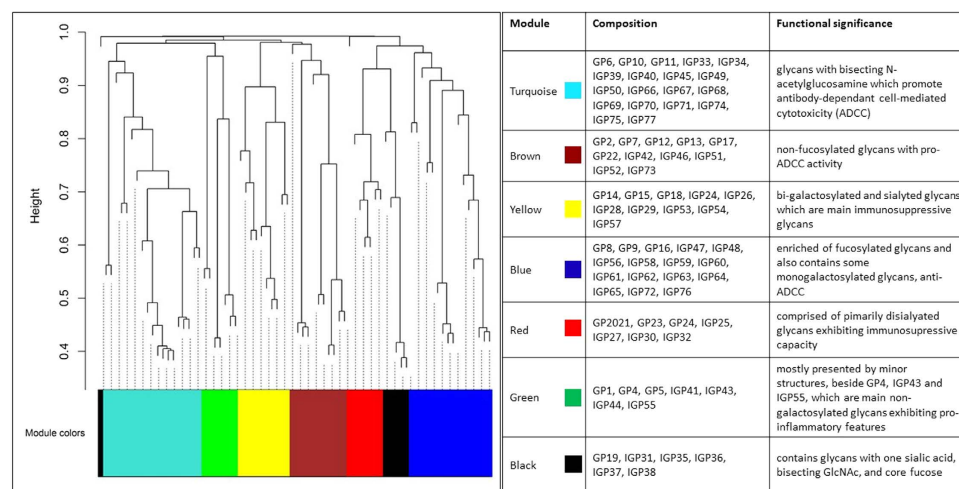 Height
1.0
0.9
0.8
0.7
0.6
0.5
0.4
Module colors
Module
Composition
Functional significance
Turquoise
GP6, GP10, GP11, IGP33, IGP34,
IGP39, IGP40, IGP45, IGP49,
IGP50, IGP66, IGP67, IGP68,
IGP69, IGP70, IGP71, IGP74,
IGP75, IGP77
glycans with bisecting N-
acetylglucosamine which promote
antibody-dependant cell-mediated
cytotoxicity (ADCC)
Brown
GP2, GP7, GP12, GP13, GP17,
GP22, IGP42, IGP46, IGP51,
IGP52, IGP73
non-fucosylated glycans with pro-
ADCC activity
Yellow
GP14, GP15, GP18, IGP24, IGP26,
IGP28, IGP29, IGP53, IGP54,
IGP57
bi-galactosylated and sialyted glycans
which are main immunosuppressive
glycans
Blue
GP8, GP9, GP16, IGP47, IGP48,
IGP56, IGP58, IGP59, IGP60,
IGP61, IGP62, IGP63, IGP64,
IGP65, IGP72, IGP76
enriched of fucosylated glycans and
also contains some
monogalactosylated glycans, anti-
ADCC
Red
GP2021, GP23, GP24, IGP25,
IGP27, IGP30, IGP32
comprised of pimarily disialyated
glycans exhibiting immunosupressive
capacity
Green
GP1, GP4, GP5, IGP41, IGP43,
IGP44, IGP55
mostly presented by minor
structures, beside GP4, IGP43 and
IGP55, which are main non-
galactosylated glycans exhibiting pro-
inflammatory features
Black
GP19, IGP31, IGP35, IGP36,
IGP37, IGP38
contains glycans with one sialic acid,
bisecting GlcNAc, and core fucose